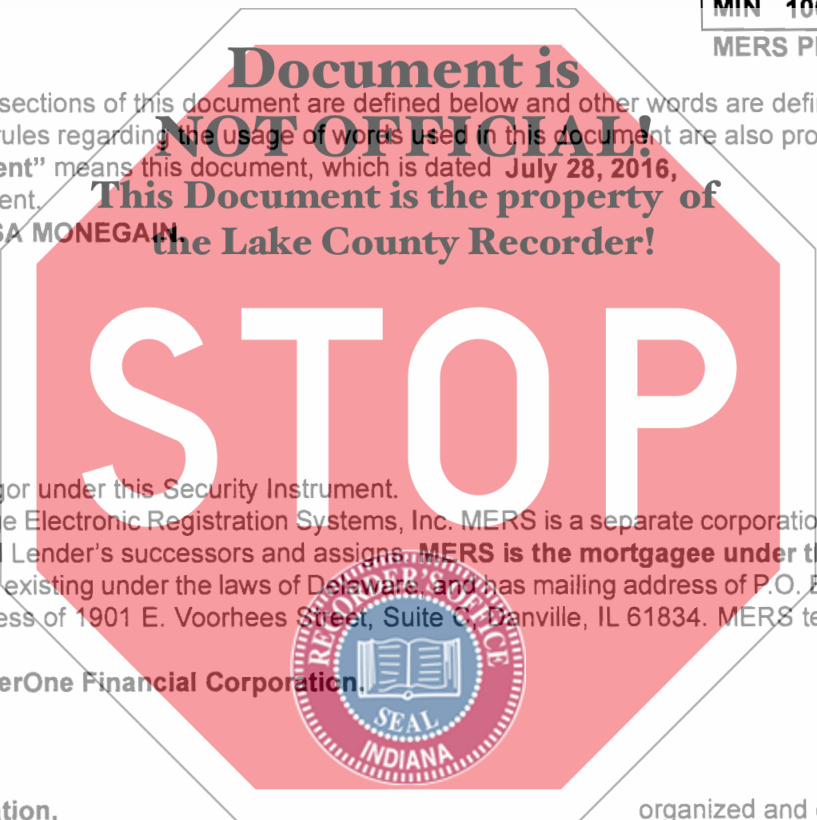 MIN 10
MERS P
Document is
sections of this document are defined below and other words are defi
NOT OFFICIAL!
rules regarding the usage of words used in this document are also pro
ent” means this document, which is dated July 28, 2016,
This Document is the property of
ent.
SA MONEGAIN.
the Lake County Recorder!
STOP
gor under this Security Instrument.
e Electronic Registration Systems, Inc. MERS is a separate corporatio
Lender’s successors and assigns. MERS is the mortgagee under t
existing under the laws of Delaware, and has mailing address of P.O.
ess of 1901 E. Voorhees Street, Suite C, Danville, IL 61834. MERS te
RECORDER'S OFFICE
erOne Financial Corporation.
SEAL
INDIANA
ation.
organized and